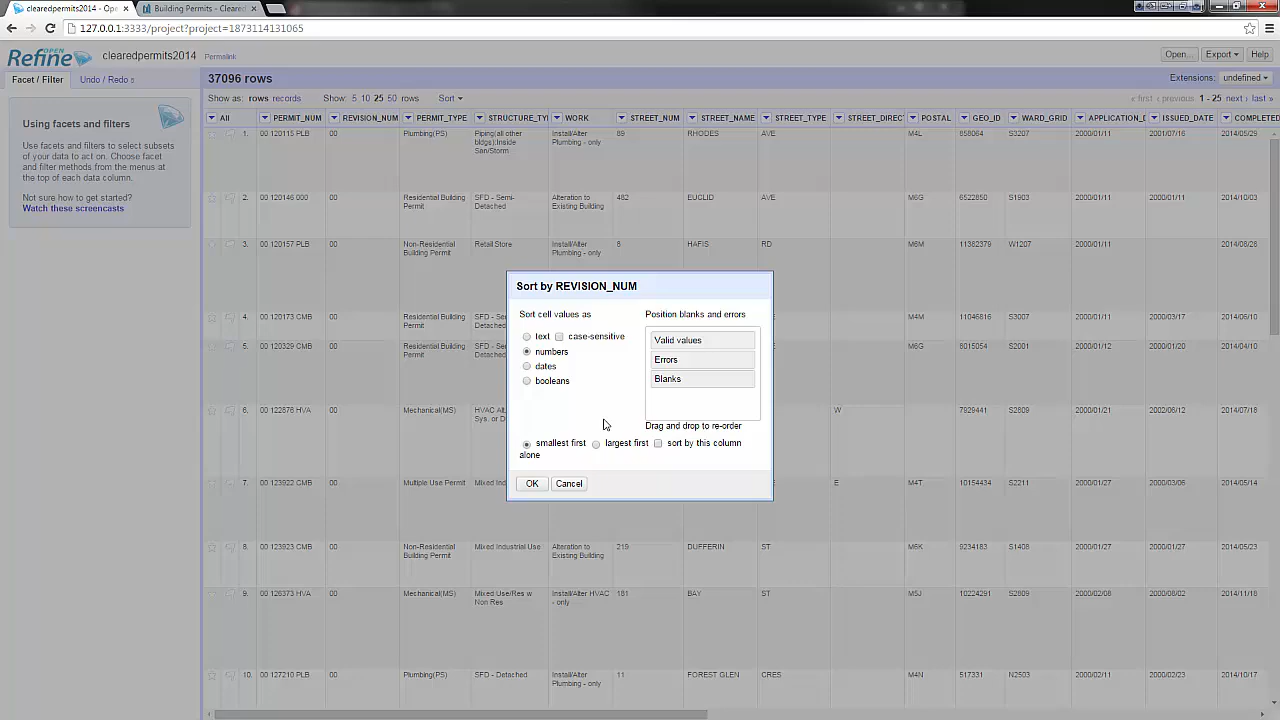 clearedpermits2014 - Ope
Building Permits - Cleared
127.0.0.1:3333/project?project=1873114131065
OPEN
Refine
clearedpermits2014
Permalink
Open...
Export
Help
Facet / Filter
Undo / Redo 5
37096 rows
Extensions:
undefined
Show as: rows records
Show: 5 10 25 50 rows
Sort
« first ‹ previous 1 - 25 next › last »
All PERMIT_NUM REVISION_NUM PERMIT_TYPE STRUCTURE_TY WORK STREET_NUM STREET_NAME STREET_TYPE STREET_DIREC POSTAL GEO_ID WARD_GRID APPLICATION_D ISSUED_DATE COMPLETED
Using facets and filters
Use facets and filters to select subsets
of your data to act on. Choose facet
and filter methods from the menus at
the top of each data column.
Not sure how to get started?
Watch these screencasts
1. 00 120115 PLB 00 Plumbing(PS) Piping(all other Install/Alter 89 RHODES AVE M4L 858064 S3207 2000/01/11 2001/07/16 2014/05/29
bldgs):Inside Plumbing - only
San/Storm
2. 00 120146 000 00 Residential Building SFD - Semi- Alteration to 482 EUCLID AVE M6G 6522850 S1903 2000/01/11 2000/01/11 2014/10/03
Permit Detached Existing Building
3. 00 120157 PLB 00 Non-Residential Retail Store Install/Alter 8 HAFIS RD M6M 11382379 W1207 2000/01/11 2014/08/28
Building Permit Plumbing - only
4. 00 120173 CMB 00 Residential Building M4M 11046816 S3007 2000/01/11 2000/03/17 2014/06/10
Permit
5. 00 120329 CMB 00 Residential Building M6G 8015054 S2001 2000/01/12 2000/01/20 2014/04/10
Permit
6. 00 122876 HVA 00 Mechanical(MS) HVAC Alt. W 7929441 S2809 2000/01/21 2002/06/12 2014/07/18
Sys. or D
7. 00 123922 CMB 00 Multiple Use Permit Mixed Ind E M4T 10154434 S2211 2000/01/27 2000/03/06 2014/05/14
8. 00 123923 CMB 00 Non-Residential Mixed Industrial Use Alteration to 219 DUFFERIN ST M6K 9234183 S1408 2000/01/27 2000/01/27 2014/05/23
Building Permit Existing Building
9. 00 126373 HVA 00 Mechanical(MS) Mixed Use/Res w Install/Alter HVAC 181 BAY ST M5J 10224291 S2809 2000/02/08 2000/08/02 2014/11/18
Non Res - only
10. 00 127210 PLB 00 Plumbing(PS) SFD - Detached Install/Alter 11 FOREST GLEN CRES M4N 517331 N2503 2000/02/11 2000/02/23 2014/10/17
Plumbing - only
Sort by REVISION_NUM
Sort cell values as
Position blanks and errors
text case-sensitive
numbers
dates
booleans
Valid values
Errors
Blanks
Drag and drop to re-order
smallest first largest first sort by this column
alone
OK
Cancel